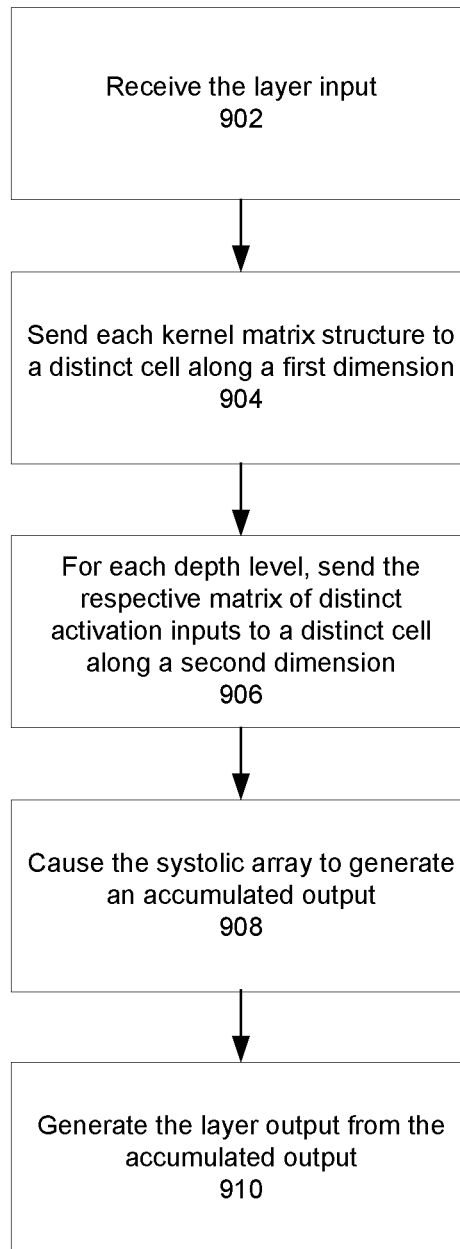 Receive the layer input
902
Send each kernel matrix structure to
a distinct cell along a first dimension
904
For each depth level, send the
respective matrix of distinct
activation inputs to a distinct cell
along a second dimension
906
Cause the systolic array to generate
an accumulated output
908
Generate the layer output from the
accumulated output
910